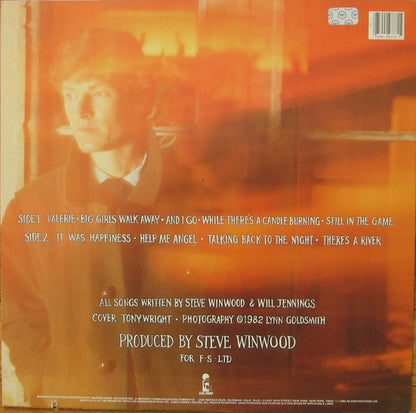 SIDE 1 VALERIE • BIG GIRLS WALK AWAY • AND I GO • WHILE THERE'S A CANDLE BURNING • STILL IN THE GAME
SIDE 2 IT WAS HAPPINESS • HELP ME ANGEL • TALKING BACK TO THE NIGHT • THERES A RIVER
ALL SONGS WRITTEN BY STEVE WINWOOD & WILL JENNINGS
COVER TONY WRIGHT • PHOTOGRAPHY ©1982 LYNN GOLDSMITH
PRODUCED BY STEVE WINWOOD
FOR F•S•LTD